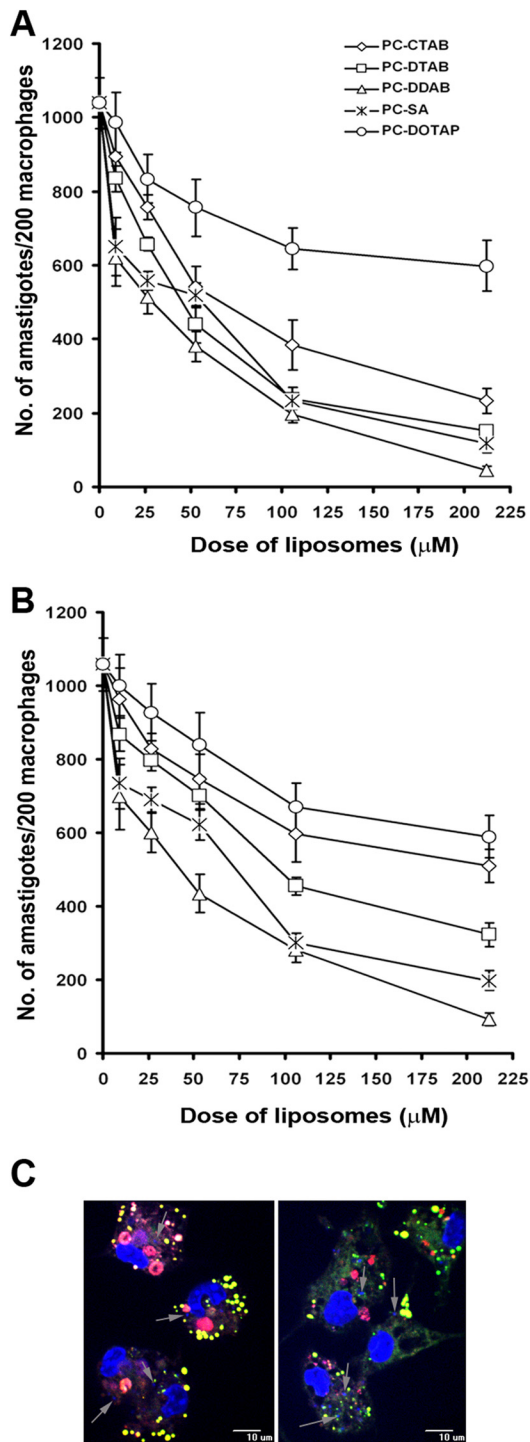 A
1200
1000
800
600
400
200
0
No. of amastigotes/200 macrophages
PC-CTAB
PC-DTAB
PC-DDAB
PC-SA
PC-DOTAP
0 25 50 75 100 125 150 175 200 225
Dose of liposomes (μM)
B
1200
1000
800
600
400
200
0
No. of amastigotes/200 macrophages
0 25 50 75 100 125 150 175 200 225
Dose of liposomes (μM)
C
10 um
10 um